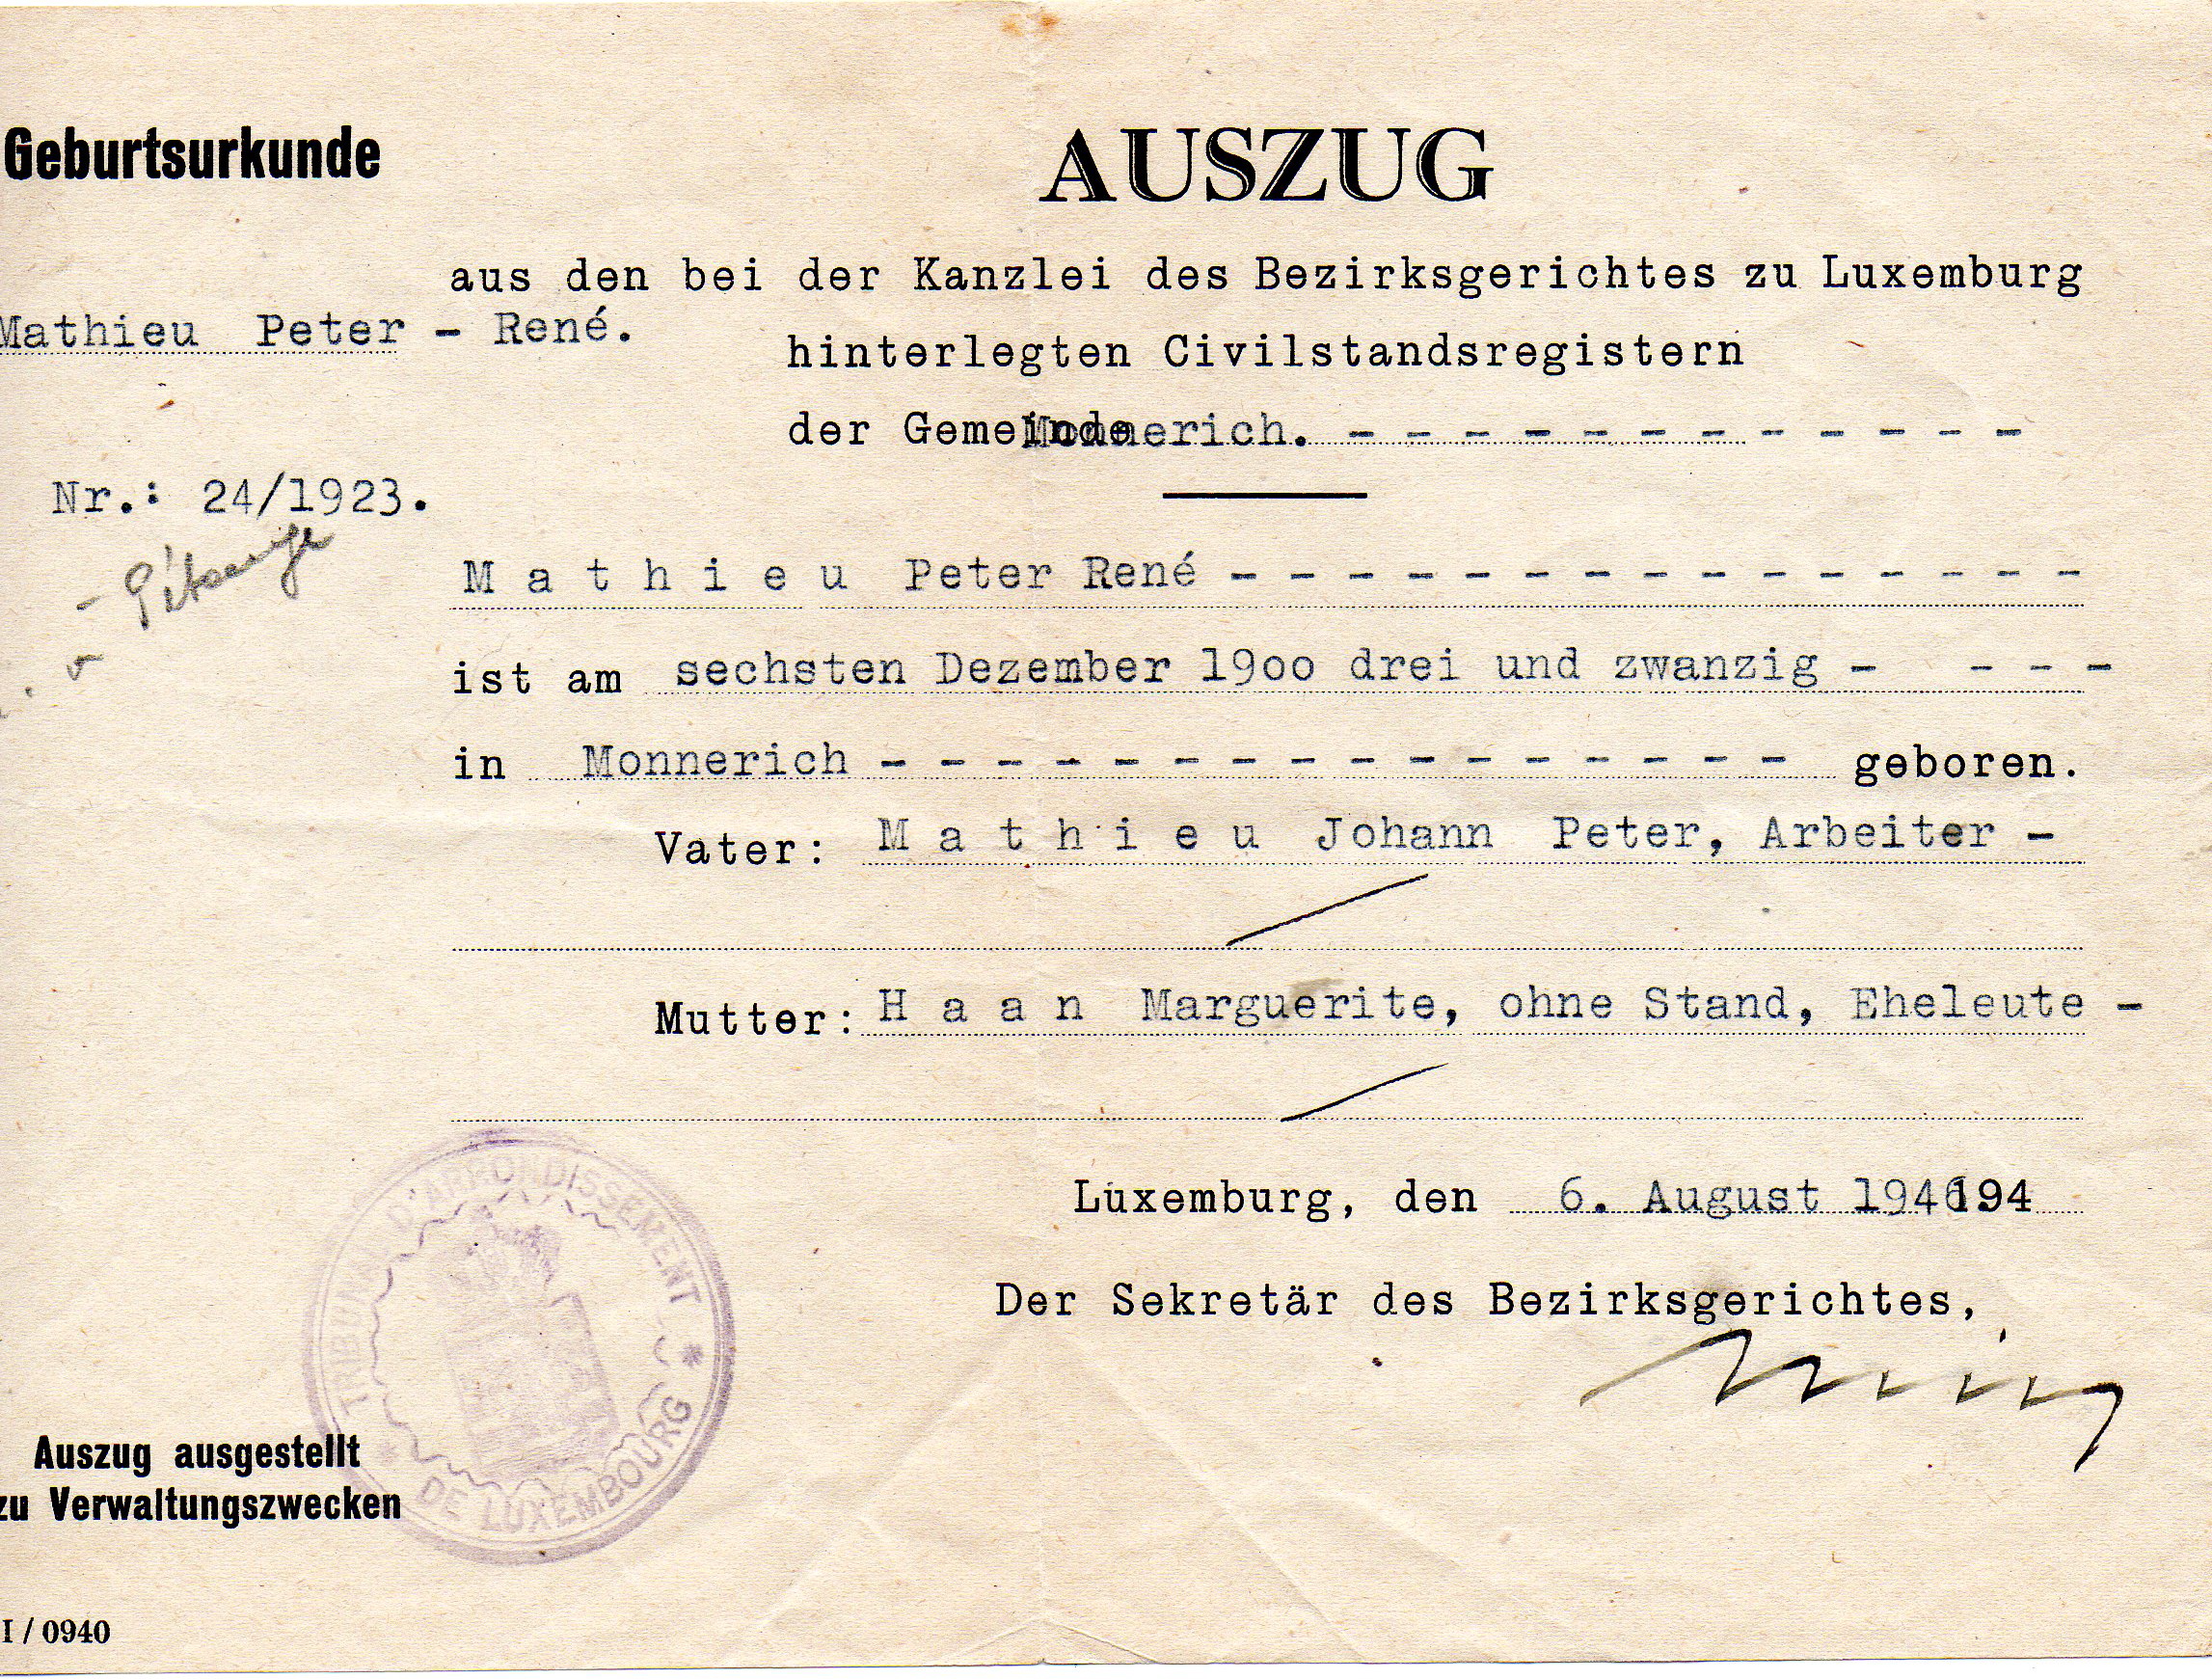 Geburtsurkunde
AUSZUG
aus den bei der Kanzlei des Bezirksgerichtes zu Luxemburg
Mathieu Peter - René.
hinterlegten Civilstandsregistern
der Gemeinde Monnerich. - - - - - - - - - - - -
Nr.: 24/1923.
M a t h i e u Peter René - - - - - - - - - - - - - - -
ist am sechsten Dezember 19oo drei und zwanzig - - - -
in Monnerich - - - - - - - - - - - - - - - - geboren.
Vater: M a t h i e u Johann Peter, Arbeiter -
Mutter: H a a n Marguerite, ohne Stand, Eheleute -
Luxemburg, den 6. August 1946 194
Der Sekretär des Bezirksgerichtes,
TRIBUNAL D'ARRONDISSEMENT * DE LUXEMBOURG *
Auszug ausgestellt
zu Verwaltungszwecken
I / 0940